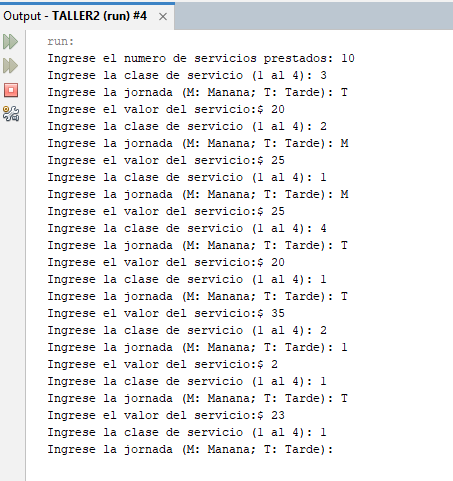 Output - TALLER2 (run) #4 ×
run:
Ingrese el numero de servicios prestados: 10
Ingrese la clase de servicio (1 al 4): 3
Ingrese la jornada (M: Manana; T: Tarde): T
Ingrese el valor del servicio:$ 20
Ingrese la clase de servicio (1 al 4): 2
Ingrese la jornada (M: Manana; T: Tarde): M
Ingrese el valor del servicio:$ 25
Ingrese la clase de servicio (1 al 4): 1
Ingrese la jornada (M: Manana; T: Tarde): M
Ingrese el valor del servicio:$ 25
Ingrese la clase de servicio (1 al 4): 4
Ingrese la jornada (M: Manana; T: Tarde): T
Ingrese el valor del servicio:$ 20
Ingrese la clase de servicio (1 al 4): 1
Ingrese la jornada (M: Manana; T: Tarde): T
Ingrese el valor del servicio:$ 35
Ingrese la clase de servicio (1 al 4): 2
Ingrese la jornada (M: Manana; T: Tarde): 1
Ingrese el valor del servicio:$ 2
Ingrese la clase de servicio (1 al 4): 1
Ingrese la jornada (M: Manana; T: Tarde): T
Ingrese el valor del servicio:$ 23
Ingrese la clase de servicio (1 al 4): 1
Ingrese la jornada (M: Manana; T: Tarde):